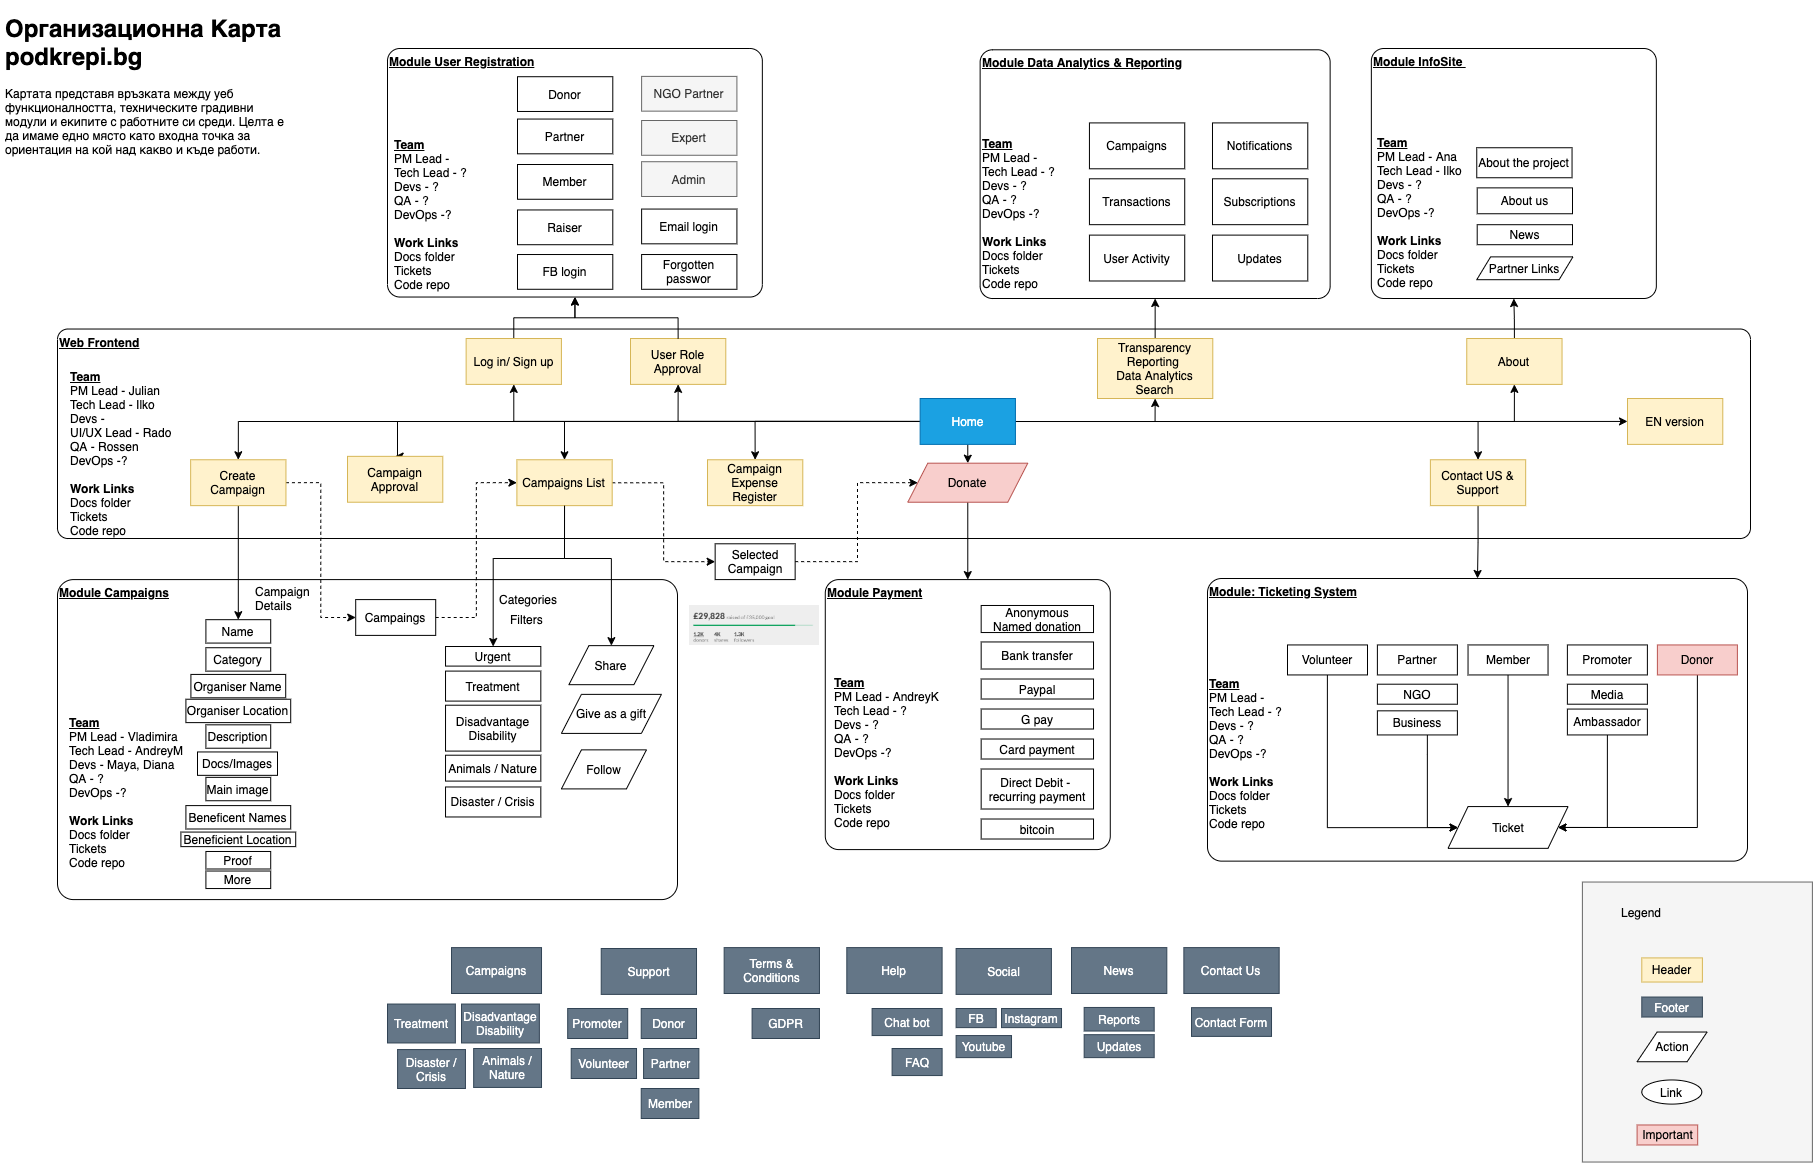 Организационна Карта
podkrepi.bg
Картата представя връзката между уеб
функционалността, техническите градивни
модули и екипите с работните си среди. Целта е
да имаме едно място като входна точка за
ориентация на кой над какво и къде работи.
Module User Registration
Team
PM Lead -
Tech Lead - ?
Devs - ?
QA - ?
DevOps -?
Work Links
Docs folder
Tickets
Code repo
Donor
NGO Partner
Partner
Expert
Member
Admin
Raiser
Email login
FB login
Forgotten
passwor
Module Data Analytics & Reporting
Team
PM Lead -
Tech Lead - ?
Devs - ?
QA - ?
DevOps -?
Work Links
Docs folder
Tickets
Code repo
Campaigns
Notifications
Transactions
Subscriptions
User Activity
Updates
Module InfoSite
Team
PM Lead - Ana
Tech Lead - Ilko
Devs - ?
QA - ?
DevOps -?
Work Links
Docs folder
Tickets
Code repo
About the project
About us
News
Partner Links
Web Frontend
Team
PM Lead - Julian
Tech Lead - Ilko
Devs -
UI/UX Lead - Rado
QA - Rossen
DevOps -?
Work Links
Docs folder
Tickets
Code repo
Log in/ Sign up
User Role
Approval
Transparency
Reporting
Data Analytics
Search
About
Home
EN version
Create
Campaign
Campaign
Approval
Campaigns List
Campaign
Expense
Register
Donate
Contact US &
Support
Selected
Campaign
Module Campaigns
Campaign
Details
Campaings
Categories
Filters
Team
PM Lead - Vladimira
Tech Lead - AndreyM
Devs - Maya, Diana
QA - ?
DevOps -?
Work Links
Docs folder
Tickets
Code repo
Name
Category
Organiser Name
Organiser Location
Description
Docs/Images
Main image
Beneficent Names
Beneficient Location
Proof
More
Urgent
Treatment
Disadvantage
Disability
Animals / Nature
Disaster / Crisis
Share
Give as a gift
Follow
£29,828
Module Payment
Team
PM Lead - AndreyK
Tech Lead - ?
Devs - ?
QA - ?
DevOps -?
Work Links
Docs folder
Tickets
Code repo
Anonymous
Named donation
Bank transfer
Paypal
G pay
Card payment
Direct Debit -
recurring payment
bitcoin
Module: Ticketing System
Team
PM Lead -
Tech Lead - ?
Devs - ?
QA - ?
DevOps -?
Work Links
Docs folder
Tickets
Code repo
Volunteer
Partner
Member
Promoter
Donor
NGO
Media
Business
Ambassador
Ticket
Campaigns
Treatment
Disadvantage
Disability
Disaster /
Crisis
Animals /
Nature
Support
Promoter
Donor
Volunteer
Partner
Member
Terms &
Conditions
GDPR
Help
Chat bot
FAQ
Social
FB
Instagram
Youtube
News
Reports
Updates
Contact Us
Contact Form
Legend
Header
Footer
Action
Link
Important